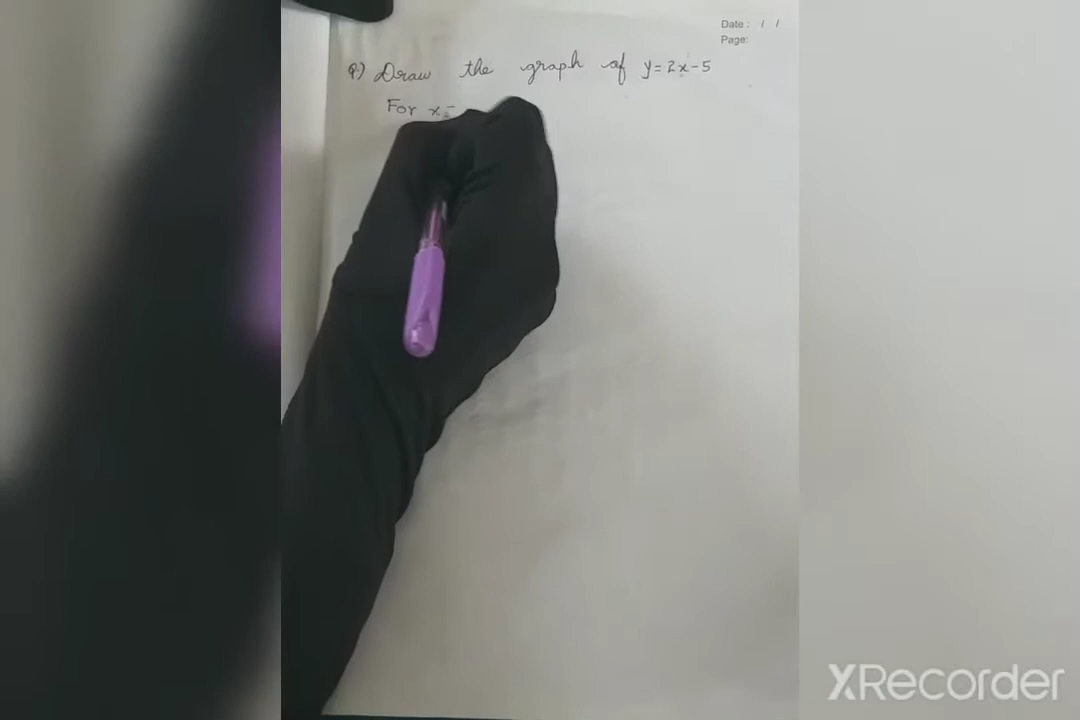 Date : / /
Page:
Q.) Draw the graph of y = 2x - 5
For x =
XRecorder